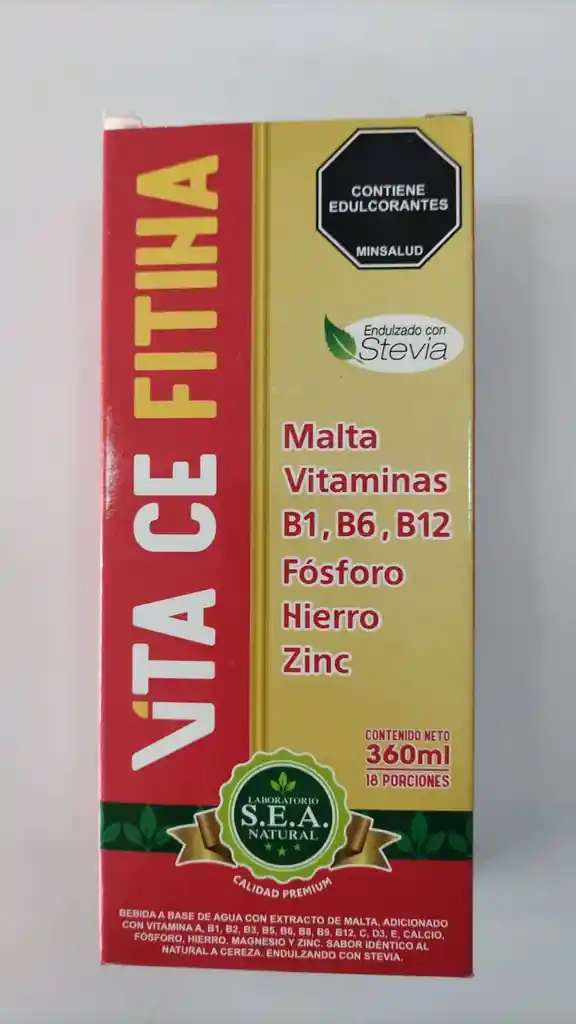 VITA CE FITINA
CONTIENE
EDULCORANTES
MINSALUD
Endulzado con
Stevia
Malta
Vitaminas
B1, B6, B12
Fósforo
Hierro
Zinc
CONTENIDO NETO
360ml
18 PORCIONES
LABORATORIO
S.E.A.
NATURAL
CALIDAD PREMIUM
BEBIDA A BASE DE AGUA CON EXTRACTO DE MALTA, ADICIONADO
CON VITAMINA A, B1, B2, B3, B5, B6, B8, B9, B12, C, D3, E, CALCIO,
FÓSFORO, HIERRO, MAGNESIO Y ZINC. SABOR IDÉNTICO AL
NATURAL A CEREZA. ENDULZANDO CON STEVIA.